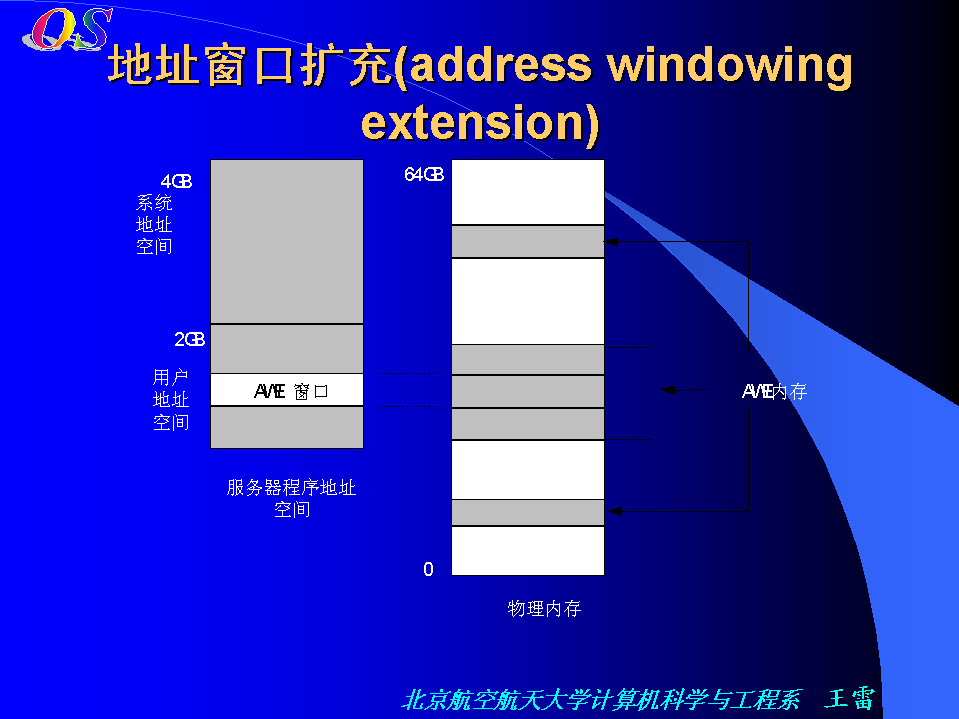 OS
地址窗口扩充(address windowing
extension)
4GB
系统
地址
空间
2GB
用户
地址
空间
AWE 窗口
服务器程序地址
空间
64GB
0
物理内存
AWE内存
北京航空航天大学计算机科学与工程系 王雷